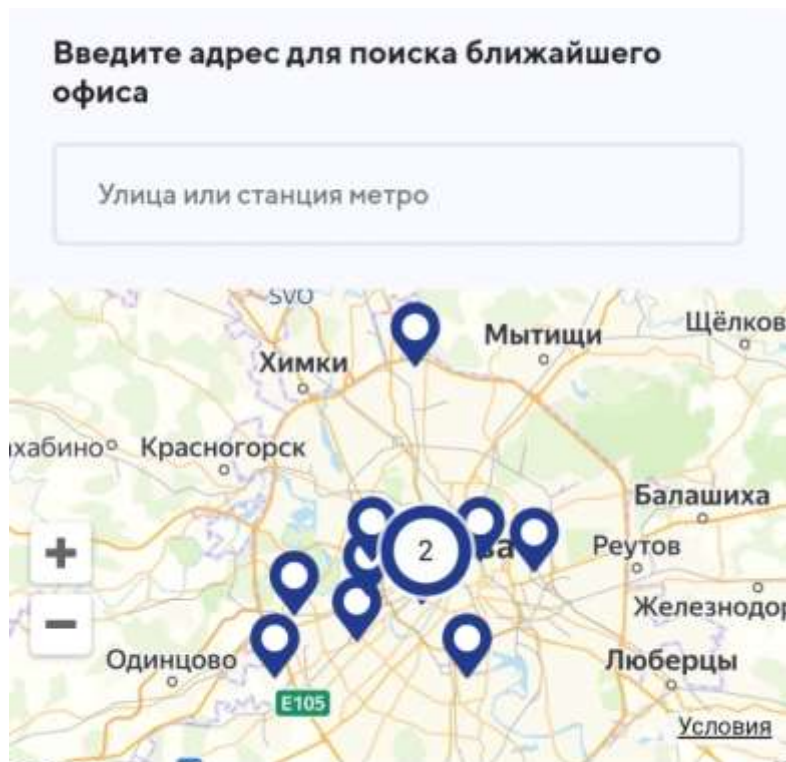 Введите адрес для поиска ближайшего
офиса
Улица или станция метро
SVO
Мытищи
Щёлков
Химки
хабино
Красногорск
Балашиха
2
ва
Реутов
Железнодор
Одинцово
Люберцы
E105
Условия